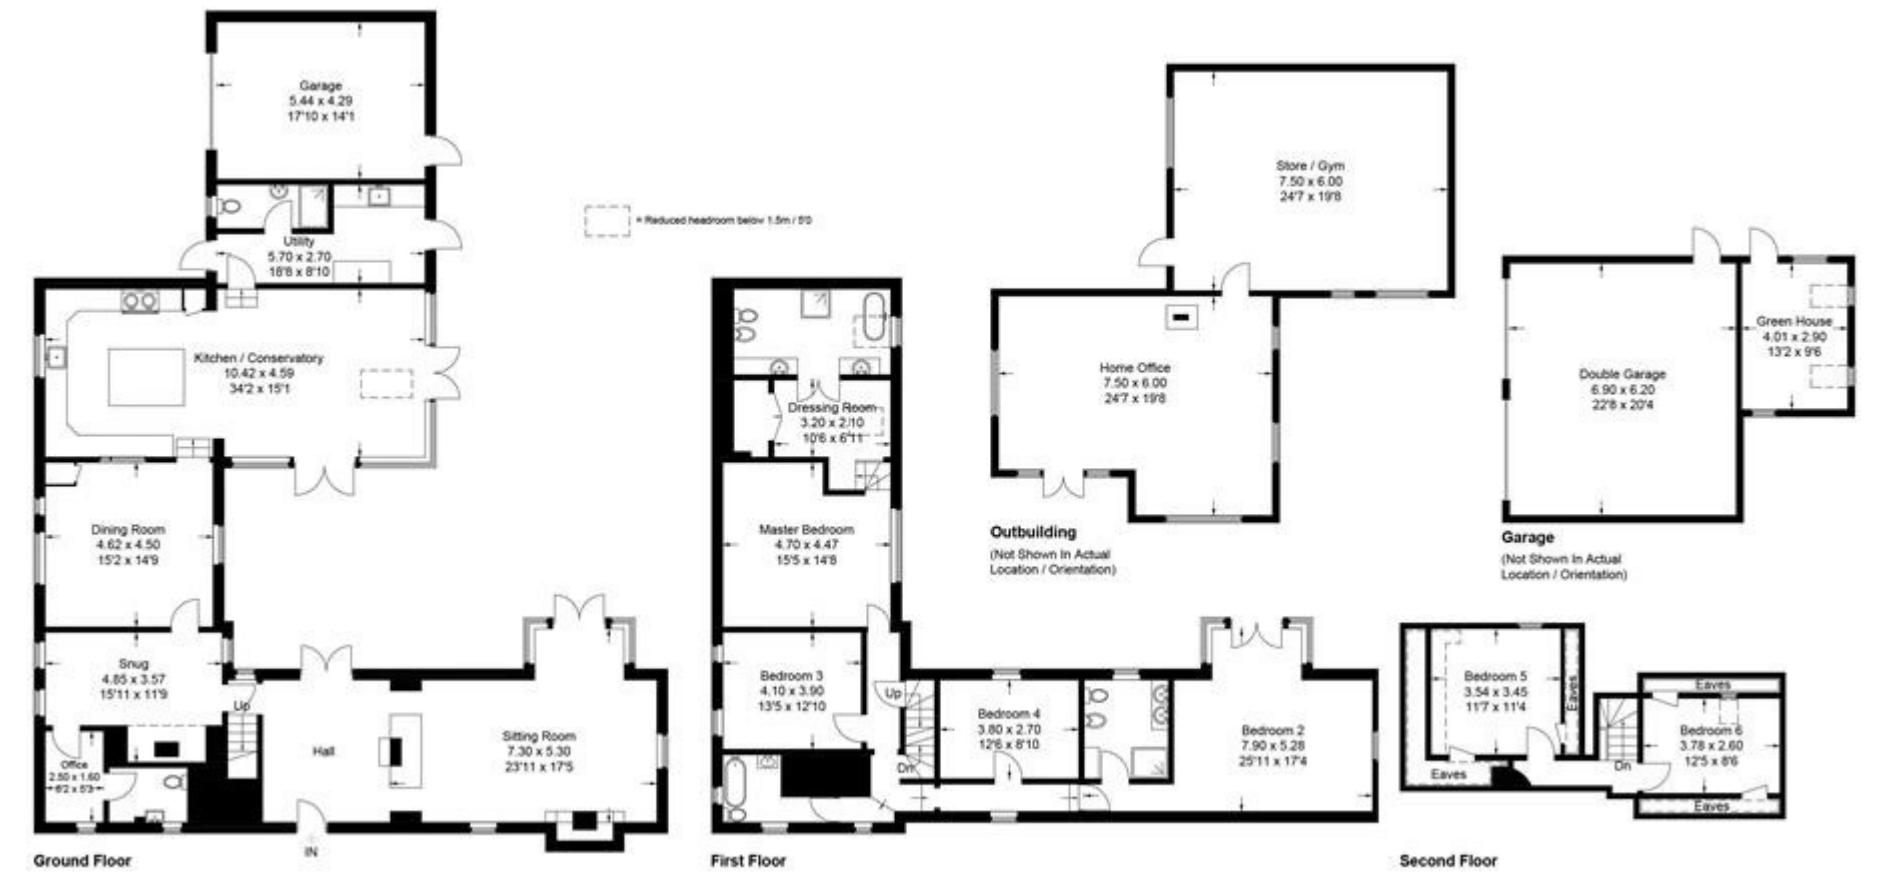 Garage
5.44 x 4.29
17'10 x 14'1
Utility
5.70 x 2.70
18'8 x 8'10
= Reduced headroom below 1.5m / 5'0
Kitchen / Conservatory
10.42 x 4.59
34'2 x 15'1
Dining Room
4.62 x 4.50
15'2 x 14'9
Snug
4.85 x 3.57
15'11 x 11'9
Up
Hall
Office
2.50 x 1.60
8'2 x 5'3
Sitting Room
7.30 x 5.30
23'11 x 17'5
IN
Ground Floor
Dressing Room
3.20 x 2.10
10'6 x 6'11
Master Bedroom
4.70 x 4.47
15'5 x 14'8
Bedroom 3
4.10 x 3.90
13'5 x 12'10
Up
Dn
Bedroom 4
3.80 x 2.70
12'6 x 8'10
Bedroom 2
7.90 x 5.28
25'11 x 17'4
First Floor
Store / Gym
7.50 x 6.00
24'7 x 19'8
Home Office
7.50 x 6.00
24'7 x 19'8
Outbuilding
(Not Shown In Actual
Location / Orientation)
Green House
4.01 x 2.90
13'2 x 9'6
Double Garage
6.90 x 6.20
22'8 x 20'4
Garage
(Not Shown In Actual
Location / Orientation)
Bedroom 5
3.54 x 3.45
11'7 x 11'4
Eaves
Eaves
Eaves
Bedroom 6
3.78 x 2.60
12'5 x 8'6
Dn
Eaves
Second Floor